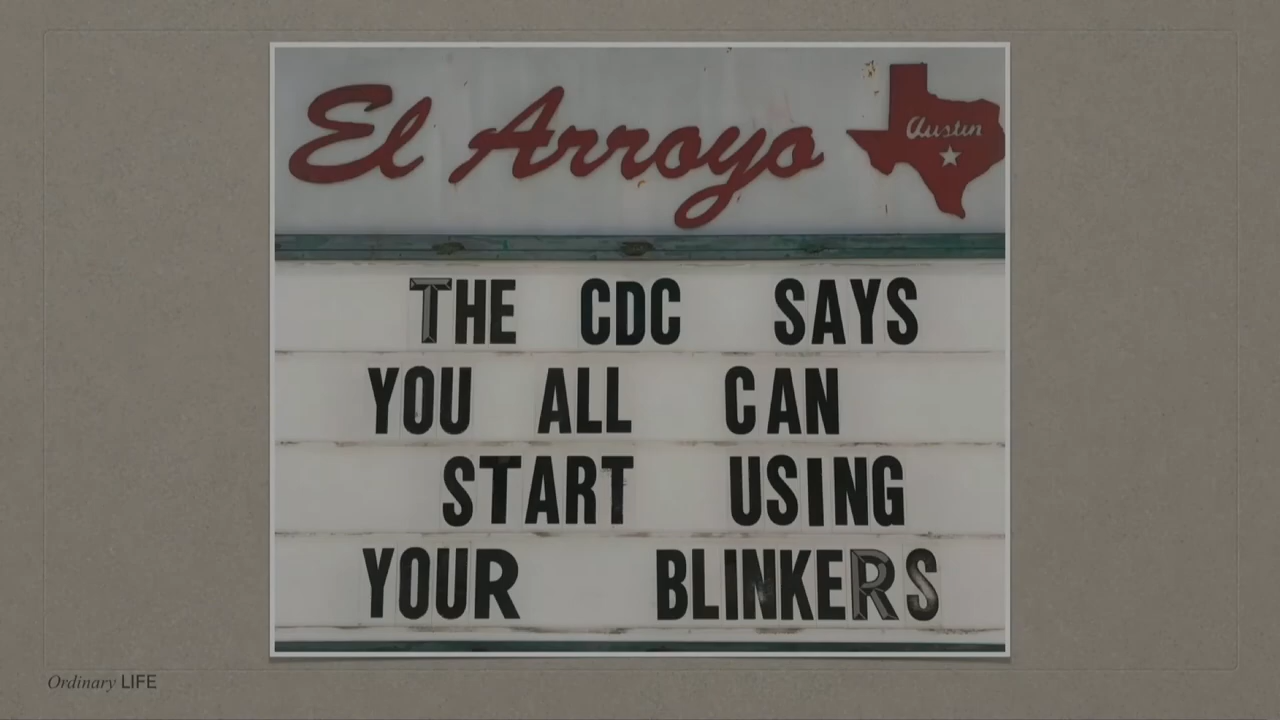 El Arroyo
Austin
THE CDC SAYS
YOU ALL CAN
START USING
YOUR BLINKERS
Ordinary LIFE